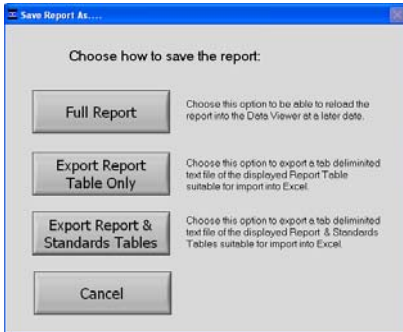 Save Report As....
Choose how to save the report:
Full Report
Choose this option to be able to reload the
report into the Data Viewer at a later date.
Export Report
Table Only
Choose this option to export a tab deliminited
text file of the displayed Report Table
suitable for import into Excel.
Export Report &
Standards Tables
Choose this option to export a tab deliminited
text file of the displayed Report & Standards
Tables suitable for import into Excel.
Cancel